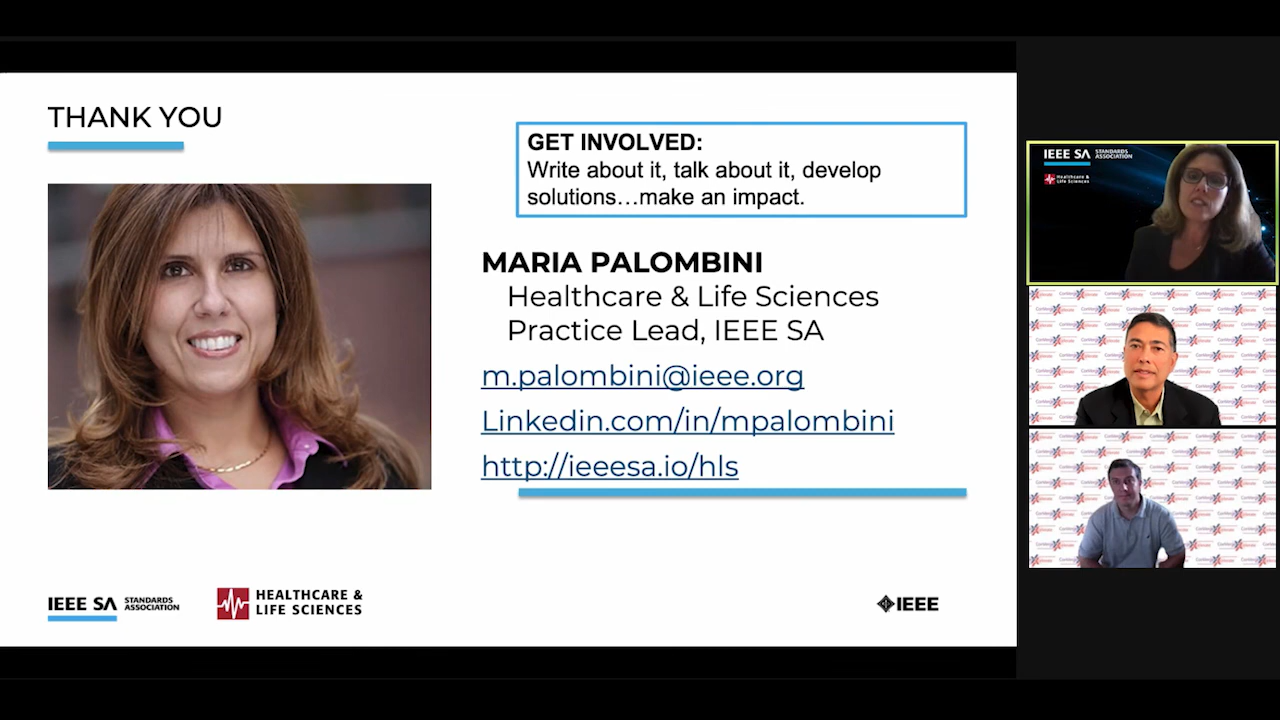 THANK YOU
GET INVOLVED:
Write about it, talk about it, develop
solutions…make an impact.
MARIA PALOMBINI
Healthcare & Life Sciences
Practice Lead, IEEE SA
m.palombini@ieee.org
Linkedin.com/in/mpalombini
http://ieeesa.io/hls
IEEE SA STANDARDS
ASSOCIATION
HEALTHCARE &
LIFE SCIENCES
IEEE
IEEE SA STANDARDS
ASSOCIATION
Healthcare &
Life Sciences